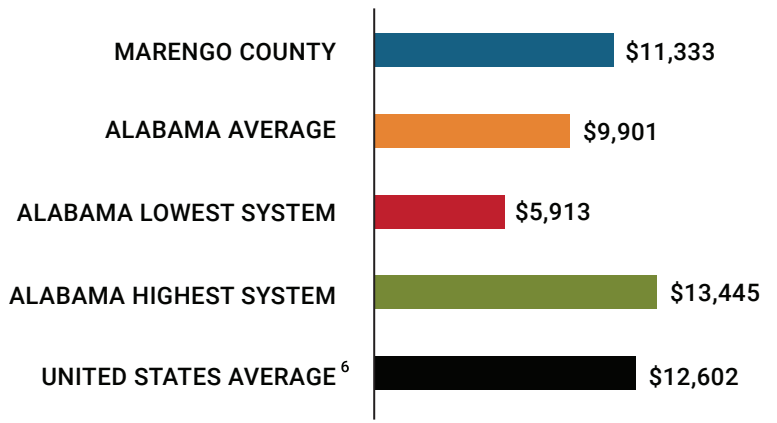 MARENGO COUNTY $11,333
ALABAMA AVERAGE $9,901
ALABAMA LOWEST SYSTEM $5,913
ALABAMA HIGHEST SYSTEM $13,445
UNITED STATES AVERAGE 6 $12,602